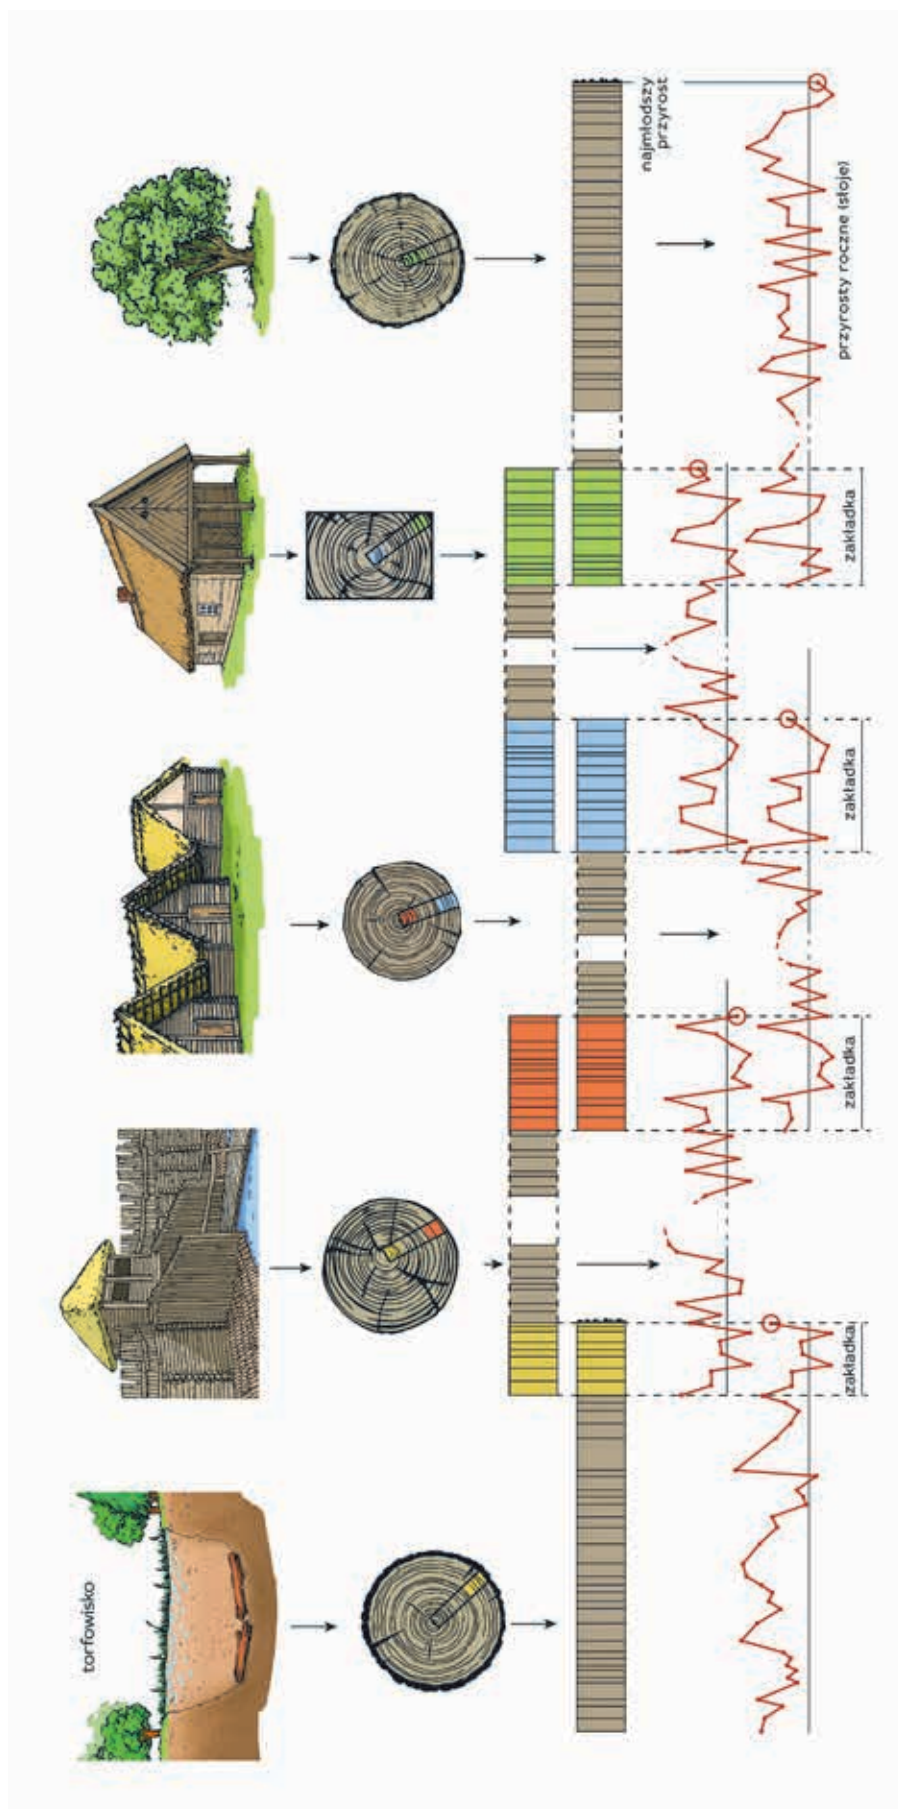 torfowisko
najmłodszy
przyrost
przyrosty roczne (słoje)
zakładka
zakładka
zakładka
zakładka